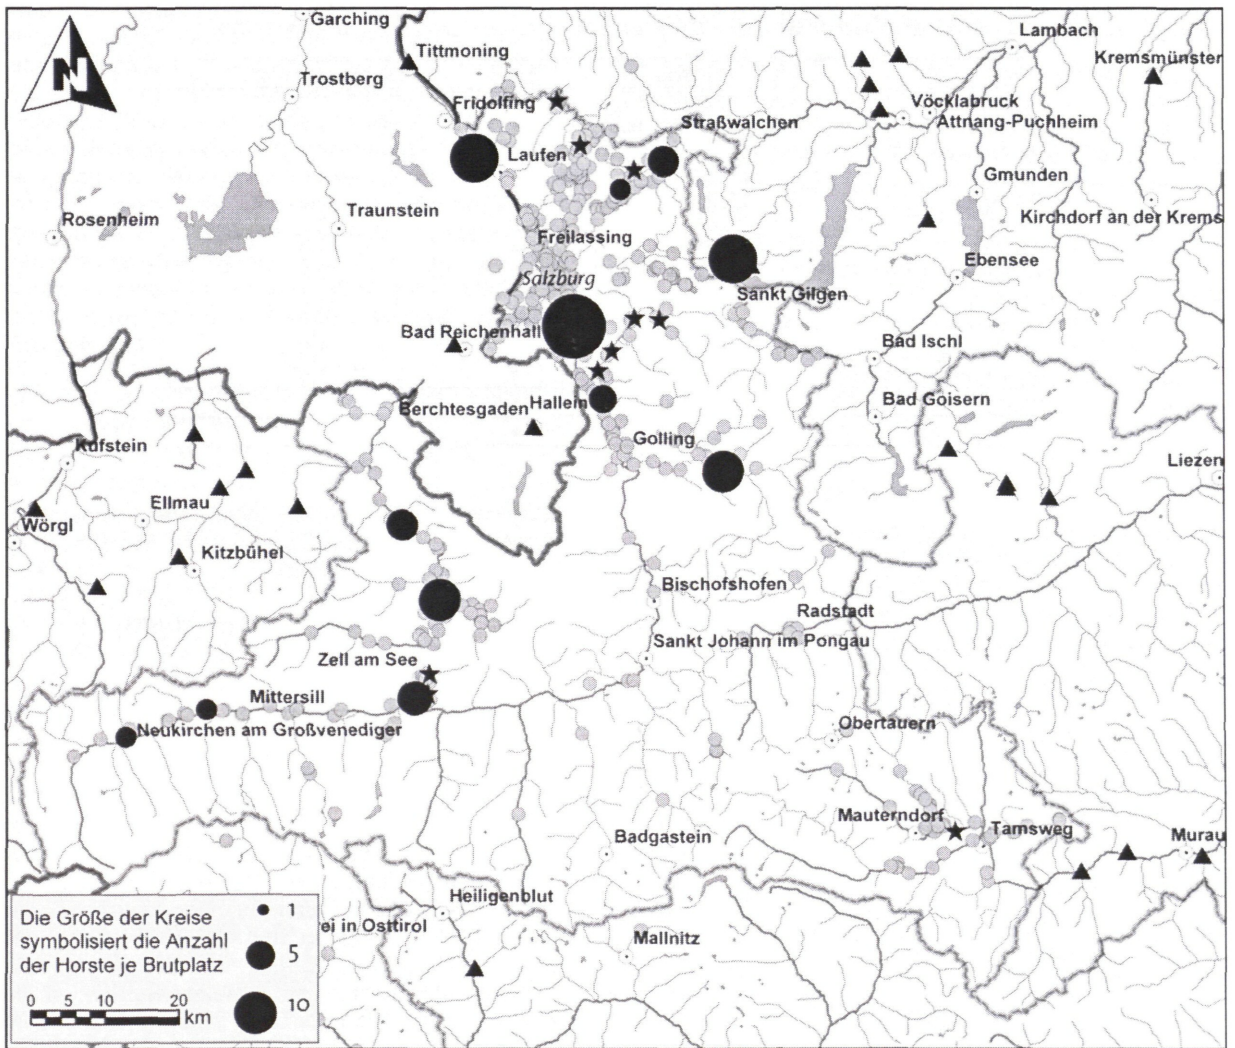 N
Garching
Tittmoning
Lambach
Kremsmünster
Trostberg
Fridolfing
Vöcklabruck
Attnang-Puchheim
Straßwalchen
Laufen
Gmunden
Rosenheim
Traunstein
Kirchdorf an der Krems
Freilassing
Ebensee
Salzburg
Sankt Gilgen
Bad Reichenhall
Bad Ischl
Berchtesgaden
Hallein
Bad Goisern
Kufstein
Golling
Liezen
Ellmau
Wörgl
Kitzbühel
Bischofshofen
Radstadt
Sankt Johann im Pongau
Zell am See
Mittersill
Neukirchen am Großvenediger
Obertauern
Mauterndorf
Tamsweg
Murau
Badgastein
Heiligenblut
rei in Osttirol
Mallnitz
Die Größe der Kreise
symbolisiert die Anzahl
der Horste je Brutplatz
1
5
10
0 5 10 20
km